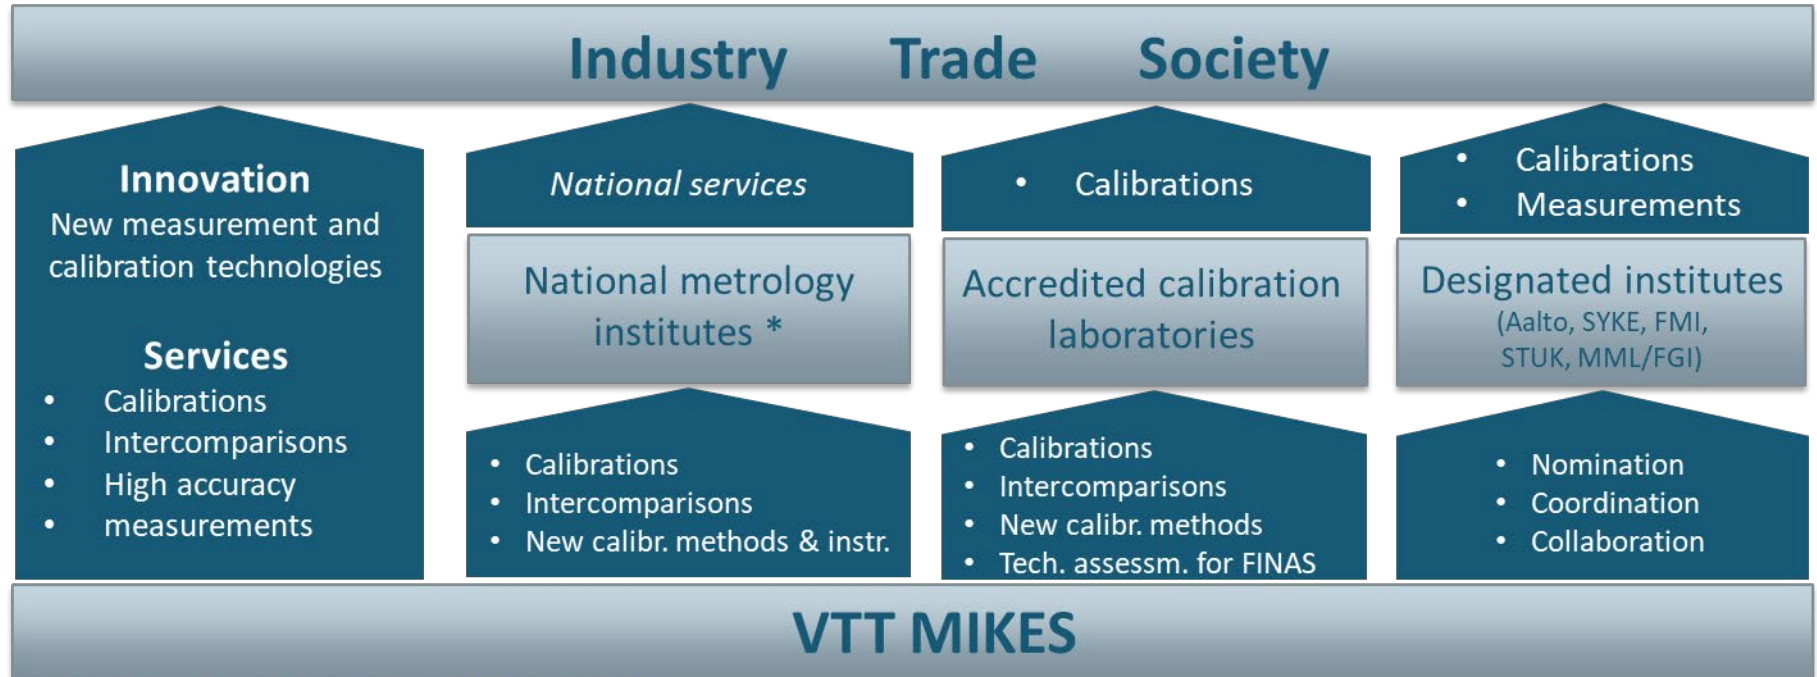 Industry Trade Society
Innovation
New measurement and
calibration technologies
Services
• Calibrations
• Intercomparisons
• High accuracy
• measurements
National services
National metrology
institutes *
• Calibrations
• Intercomparisons
• New calibr. methods & instr.
• Calibrations
Accredited calibration
laboratories
• Calibrations
• Intercomparisons
• New calibr. methods
• Tech. assessm. for FINAS
• Calibrations
• Measurements
Designated institutes
(Aalto, SYKE, FMI,
STUK, MML/FGI)
• Nomination
• Coordination
• Collaboration
VTT MIKES